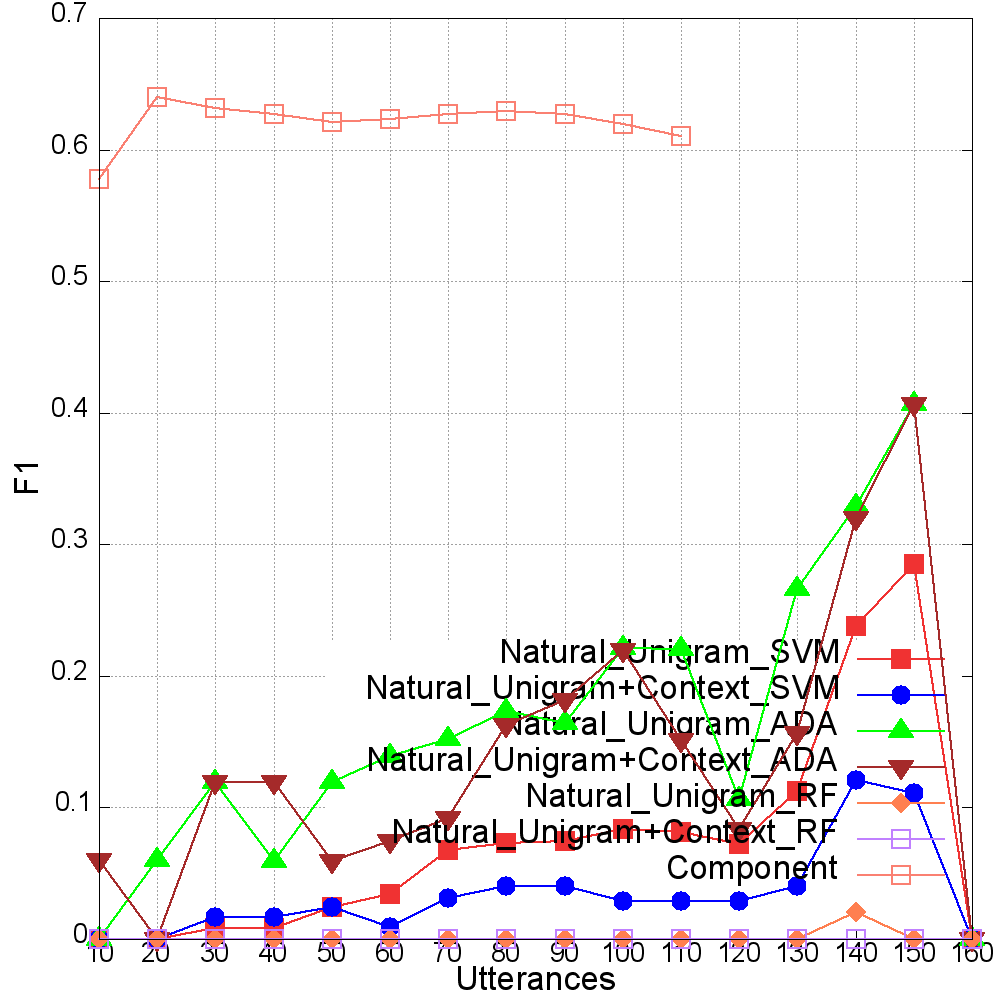 0.7
0.6
0.5
0.4
0.3
0.2
0.1
0
F1
Natural_Unigram_SVM
Natural_Unigram+Context_SVM
Natural_Unigram_ADA
Natural_Unigram+Context_ADA
Natural_Unigram_RF
Natural_Unigram+Context_RF
Component
10 20 30 40 50 60 70 80 90 100 110 120 130 140 150 160
Utterances